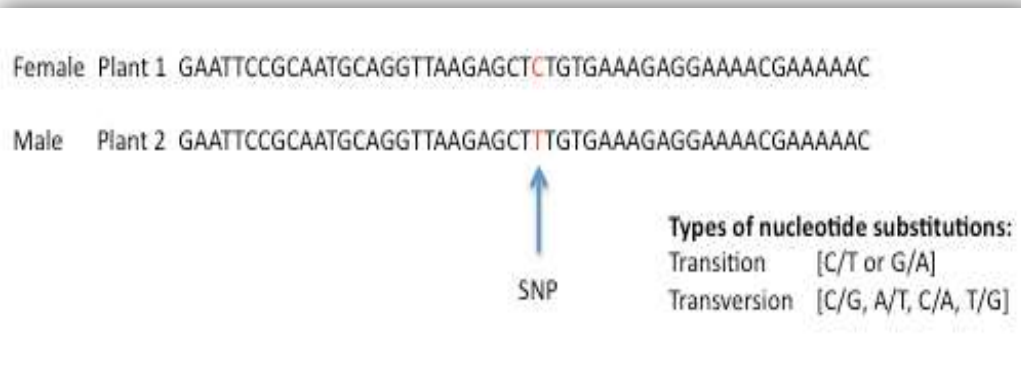 Female Plant 1 GAATTCCGCAATGCAGGTTAAGAGCTCTGTGAAAGAGGAAAACGAAAAAC
Male Plant 2 GAATTCCGCAATGCAGGTTAAGAGCTTTGTGAAAGAGGAAAACGAAAAAC
SNP
Types of nucleotide substitutions:
Transition [C/T or G/A]
Transversion [C/G, A/T, C/A, T/G]